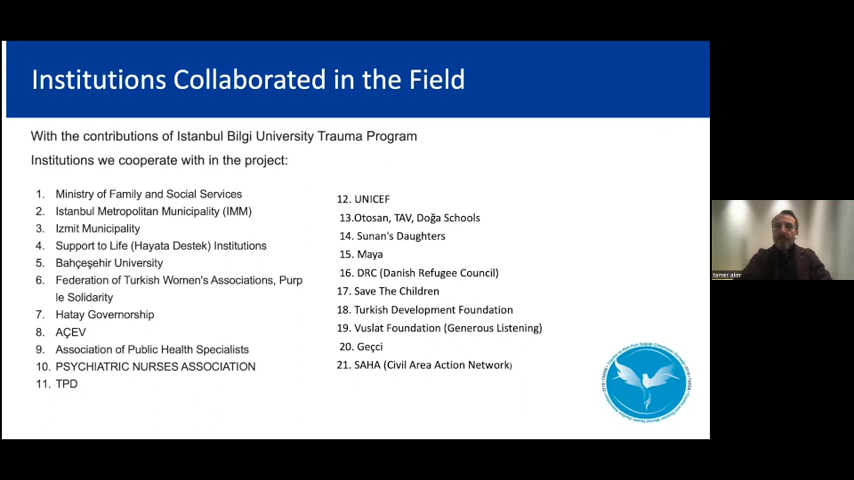 Institutions Collaborated in the Field
With the contributions of Istanbul Bilgi University Trauma Program
Institutions we cooperate with in the project:
1. Ministry of Family and Social Services
2. Istanbul Metropolitan Municipality (IMM)
3. Izmit Municipality
4. Support to Life (Hayata Destek) Institutions
5. Bahçeşehir University
6. Federation of Turkish Women's Associations, Purp
le Solidarity
7. Hatay Governorship
8. AÇEV
9. Association of Public Health Specialists
10. PSYCHIATRIC NURSES ASSOCIATION
11. TPD
12. UNICEF
13.Otosan, TAV, Doğa Schools
14. Sunan's Daughters
15. Maya
16. DRC (Danish Refugee Council)
17. Save The Children
18. Turkish Development Foundation
19. Vuslat Foundation (Generous Listening)
20. Geçci
21. SAHA (Civil Area Action Network)
tamer aker